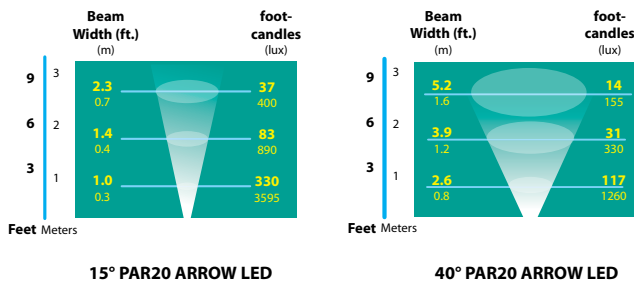 Beam
Width (ft.)
(m)
foot-
candles
(lux)
9
3
2.3
0.7
37
400
6
2
1.4
0.4
83
890
3
1
1.0
0.3
330
3595
Feet Meters
15° PAR20 ARROW LED
Beam
Width (ft.)
(m)
foot-
candles
(lux)
9
3
5.2
1.6
14
155
6
2
3.9
1.2
31
330
3
1
2.6
0.8
117
1260
Feet Meters
40° PAR20 ARROW LED